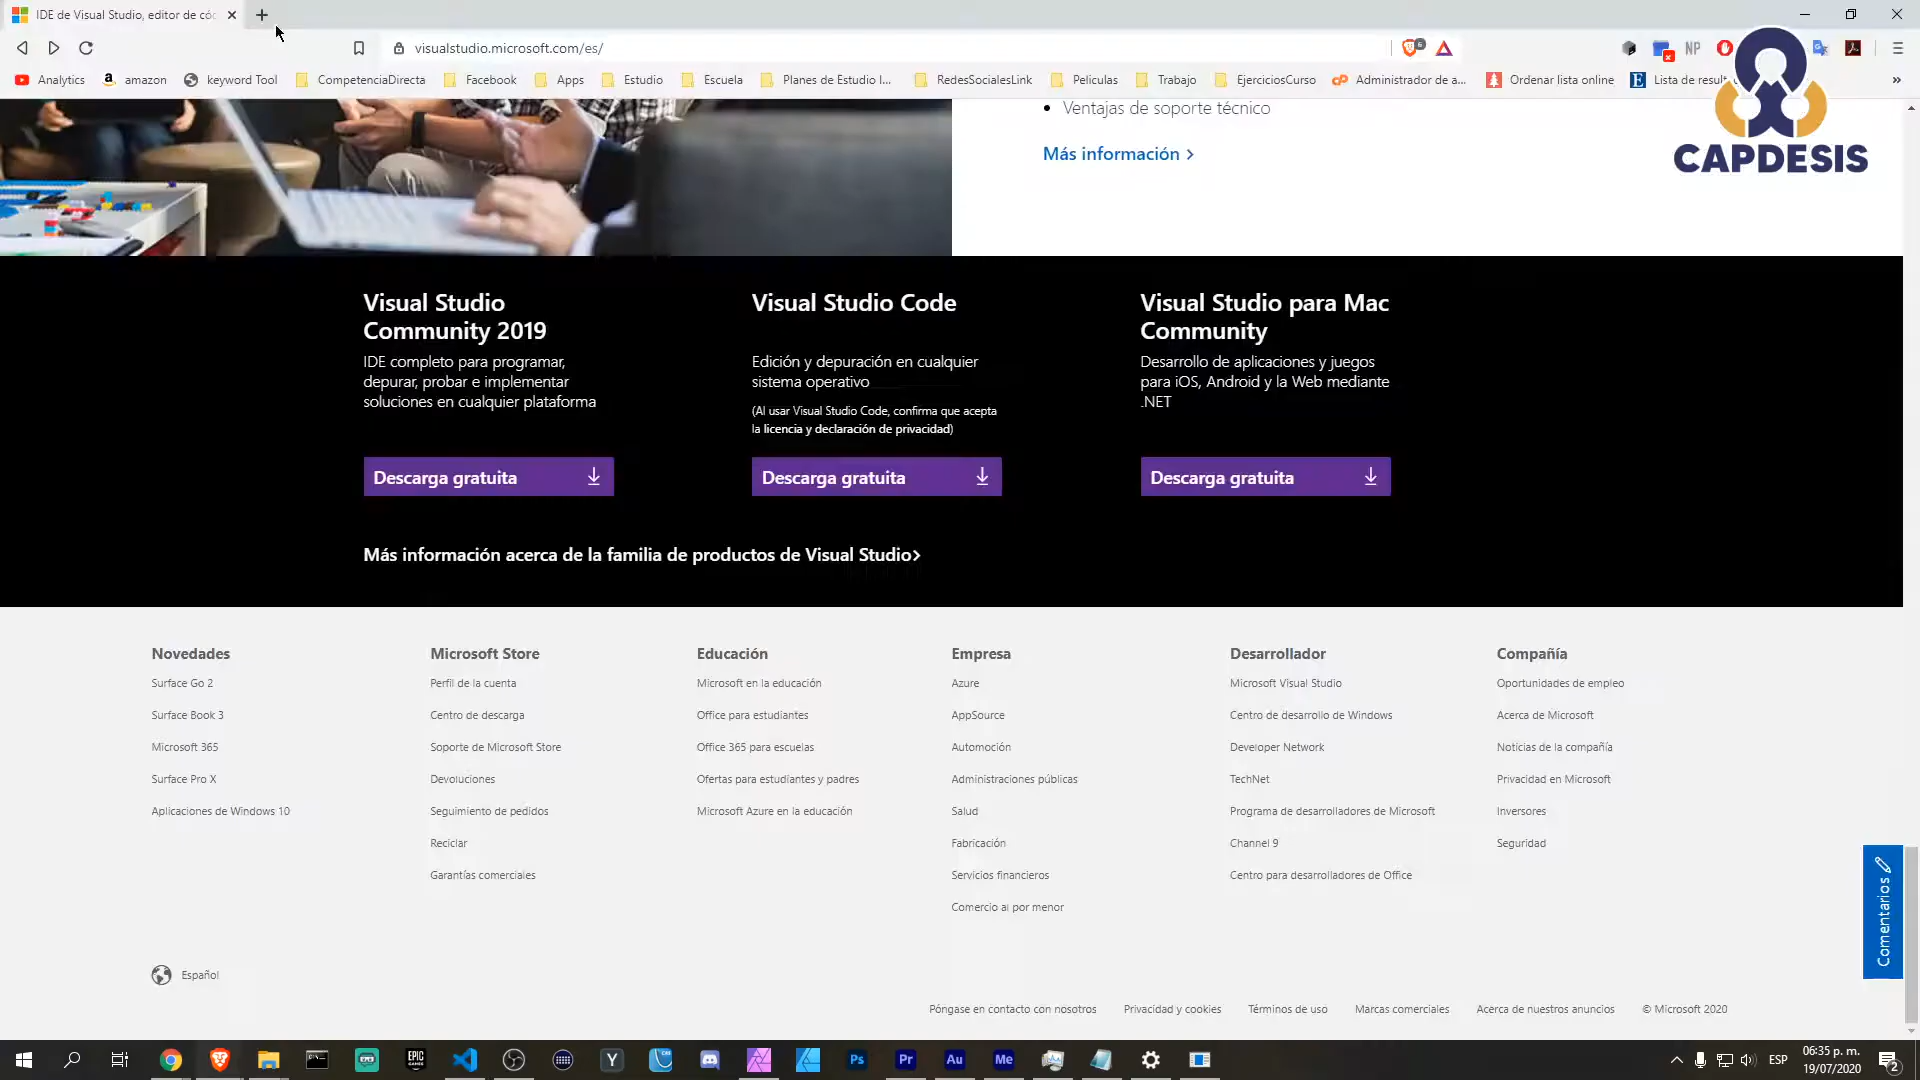 IDE de Visual Studio, editor de cóc
visualstudio.microsoft.com/es/
6
NP
Analytics
amazon
keyword Tool
CompetenciaDirecta
Facebook
Apps
Estudio
Escuela
Planes de Estudio I...
RedesSocialesLink
Peliculas
Trabajo
EjerciciosCurso
Administrador de a...
Ordenar lista online
Lista de result
CAPDESIS
Ventajas de soporte técnico
Más información
Visual Studio
Community 2019
IDE completo para programar,
depurar, probar e implementar
soluciones en cualquier plataforma
Descarga gratuita
Visual Studio Code
Edición y depuración en cualquier
sistema operativo
(Al usar Visual Studio Code, confirma que acepta
la licencia y declaración de privacidad)
Descarga gratuita
Visual Studio para Mac
Community
Desarrollo de aplicaciones y juegos
para iOS, Android y la Web mediante
.NET
Descarga gratuita
Más información acerca de la familia de productos de Visual Studio>
Novedades
Surface Go 2
Surface Book 3
Microsoft 365
Surface Pro X
Aplicaciones de Windows 10
Microsoft Store
Perfil de la cuenta
Centro de descarga
Soporte de Microsoft Store
Devoluciones
Seguimiento de pedidos
Reciclar
Garantías comerciales
Educación
Microsoft en la educación
Office para estudiantes
Office 365 para escuelas
Ofertas para estudiantes y padres
Microsoft Azure en la educación
Empresa
Azure
AppSource
Automoción
Administraciones públicas
Salud
Fabricación
Servicios financieros
Comercio al por menor
Desarrollador
Microsoft Visual Studio
Centro de desarrollo de Windows
Developer Network
TechNet
Programa de desarrolladores de Microsoft
Channel 9
Centro para desarrolladores de Office
Compañía
Oportunidades de empleo
Acerca de Microsoft
Noticias de la compañía
Privacidad en Microsoft
Inversores
Seguridad
Comentarios
Español
Póngase en contacto con nosotros
Privacidad y cookies
Términos de uso
Marcas comerciales
Acerca de nuestros anuncios
© Microsoft 2020
EPIC
GAMES
Y
Ps
Pr
Au
Me
ESP
06:35 p. m.
19/07/2020
2